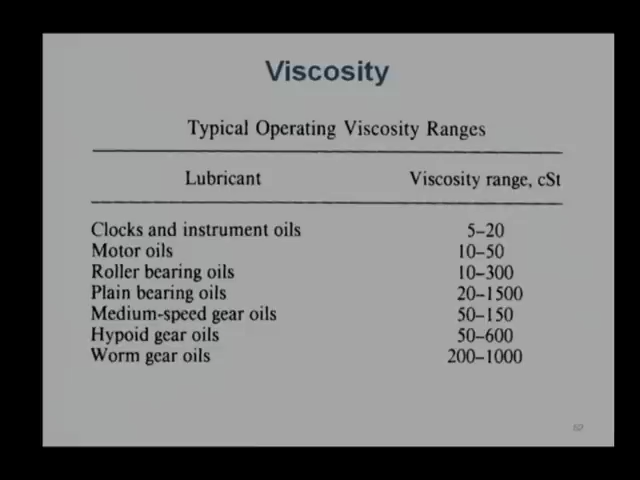 Viscosity
Typical Operating Viscosity Ranges
Lubricant Viscosity range, cSt
Clocks and instrument oils 5–20
Motor oils 10–50
Roller bearing oils 10–300
Plain bearing oils 20–1500
Medium-speed gear oils 50–150
Hypoid gear oils 50–600
Worm gear oils 200–1000